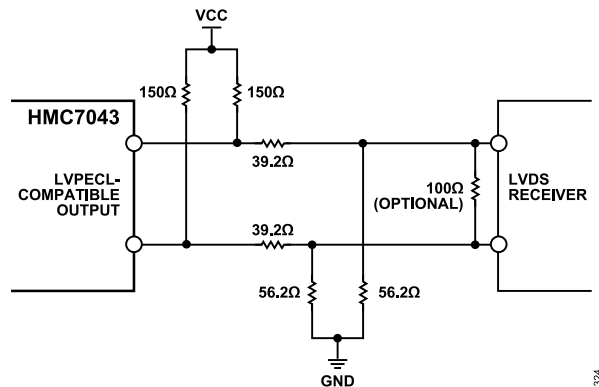 VCC
150Ω
150Ω
HMC7043
LVPECL-
COMPATIBLE
OUTPUT
39.2Ω
39.2Ω
100Ω
(OPTIONAL)
LVDS
RECEIVER
56.2Ω
56.2Ω
GND
324